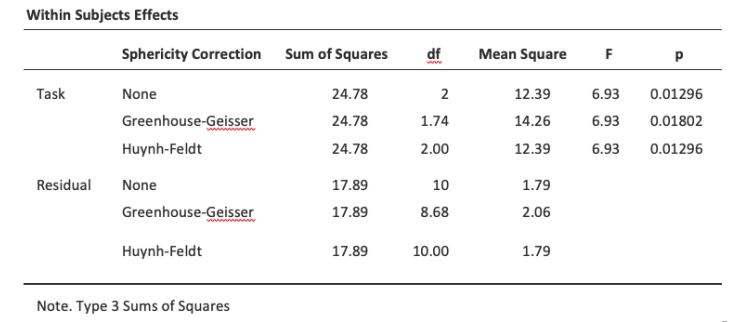 Within Subjects Effects
Sphericity Correction Sum of Squares df Mean Square F p
Task None 24.78 2 12.39 6.93 0.01296
Greenhouse-Geisser 24.78 1.74 14.26 6.93 0.01802
Huynh-Feldt 24.78 2.00 12.39 6.93 0.01296
Residual None 17.89 10 1.79
Greenhouse-Geisser 17.89 8.68 2.06
Huynh-Feldt 17.89 10.00 1.79
Note. Type 3 Sums of Squares